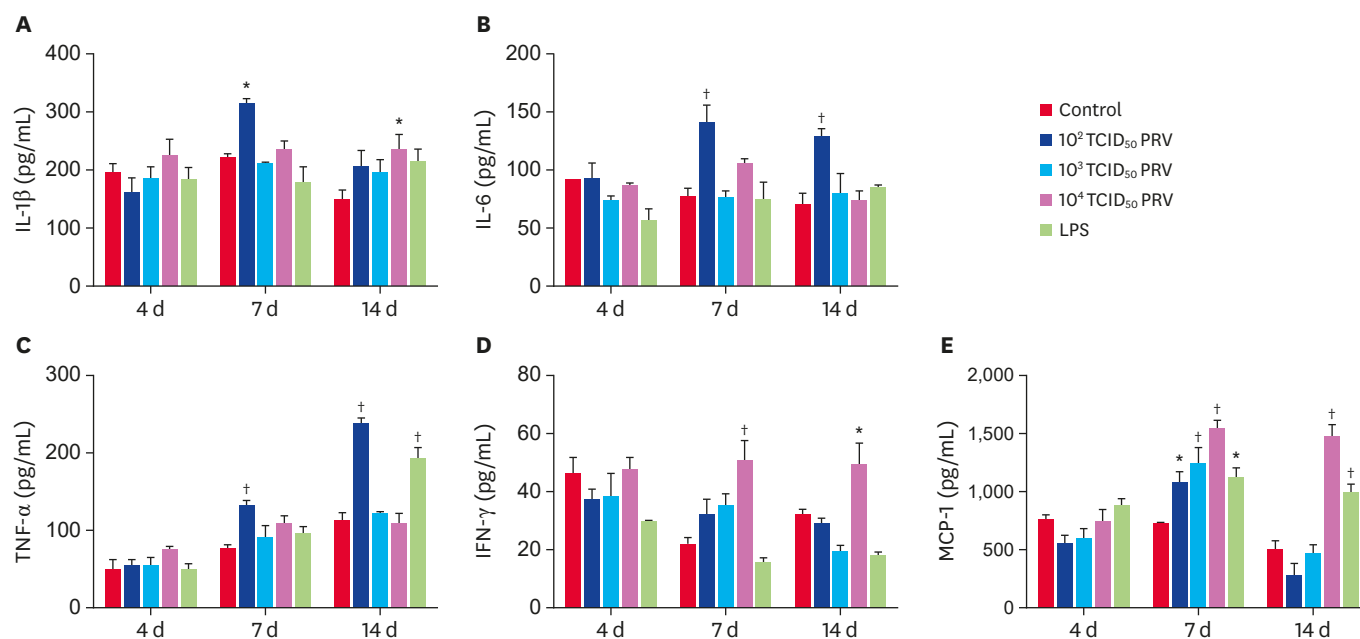 A
IL-1β (pg/mL)
400
300
200
100
0
*
*
4 d 7 d 14 d
B
IL-6 (pg/mL)
200
150
100
50
0
†
†
4 d 7 d 14 d
Control
10² TCID₅₀ PRV
10³ TCID₅₀ PRV
10⁴ TCID₅₀ PRV
LPS
C
TNF-α (pg/mL)
300
200
100
0
†
†
†
4 d 7 d 14 d
D
IFN-γ (pg/mL)
80
60
40
20
0
†
*
4 d 7 d 14 d
E
MCP-1 (pg/mL)
2,000
1,500
1,000
500
0
* † † *
† †
4 d 7 d 14 d